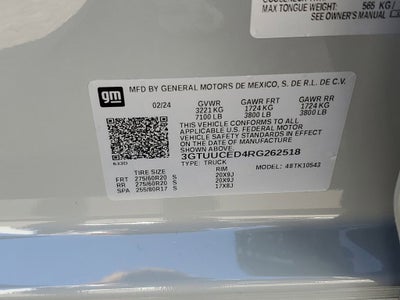 565 KG
MAX TONGUE WEIGHT:
SEE OWNER'S MANUAL
gm
MFD BY GENERAL MOTORS DE MEXICO, S. DE R.L. DE C.V.
02/24 GVWR GAWR FRT GAWR RR
3221 KG 1724 KG 1724 KG
7100 LB 3800 LB 3800 LB
THIS VEHICLE CONFORMS TO ALL
APPLICABLE U.S. FEDERAL MOTOR
VEHICLE SAFETY STANDARDS IN EFFECT
ON THE DATE OF MANUFACTURE SHOWN ABOVE.
3GTUUCED4RG262518
TYPE: TRUCK MODEL: 4BTK10543
TIRE SIZE RIM
FRT 275/60R20 S 20X9J
RR 275/60R20 S 20X9J
SPA 255/80R17 S 17X8J